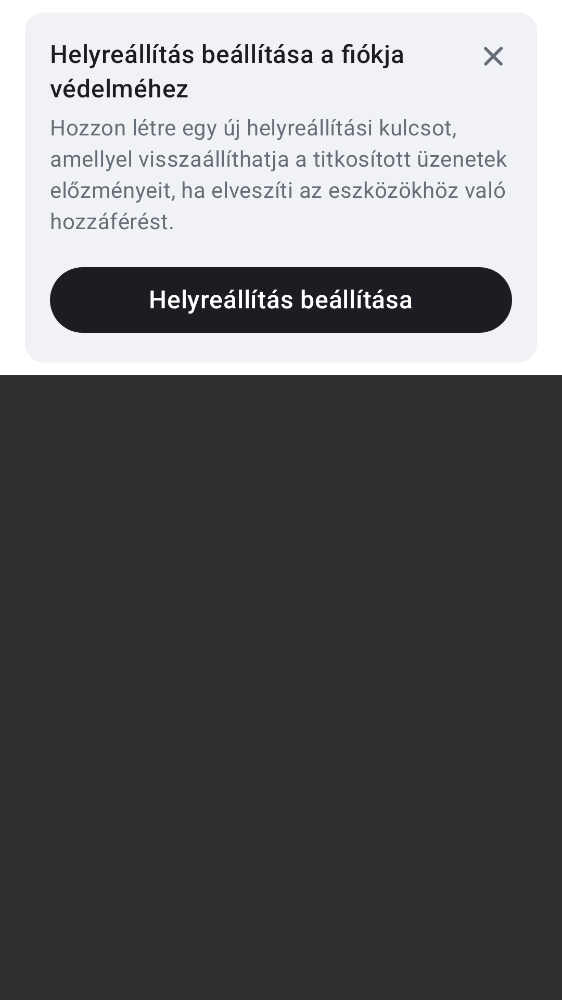 Helyreállítás beállítása a fiókja
védelméhez
Hozzon létre egy új helyreállítási kulcsot,
amellyel visszaállíthatja a titkosított üzenetek
előzményeit, ha elveszíti az eszközökhöz való
hozzáférést.
Helyreállítás beállítása